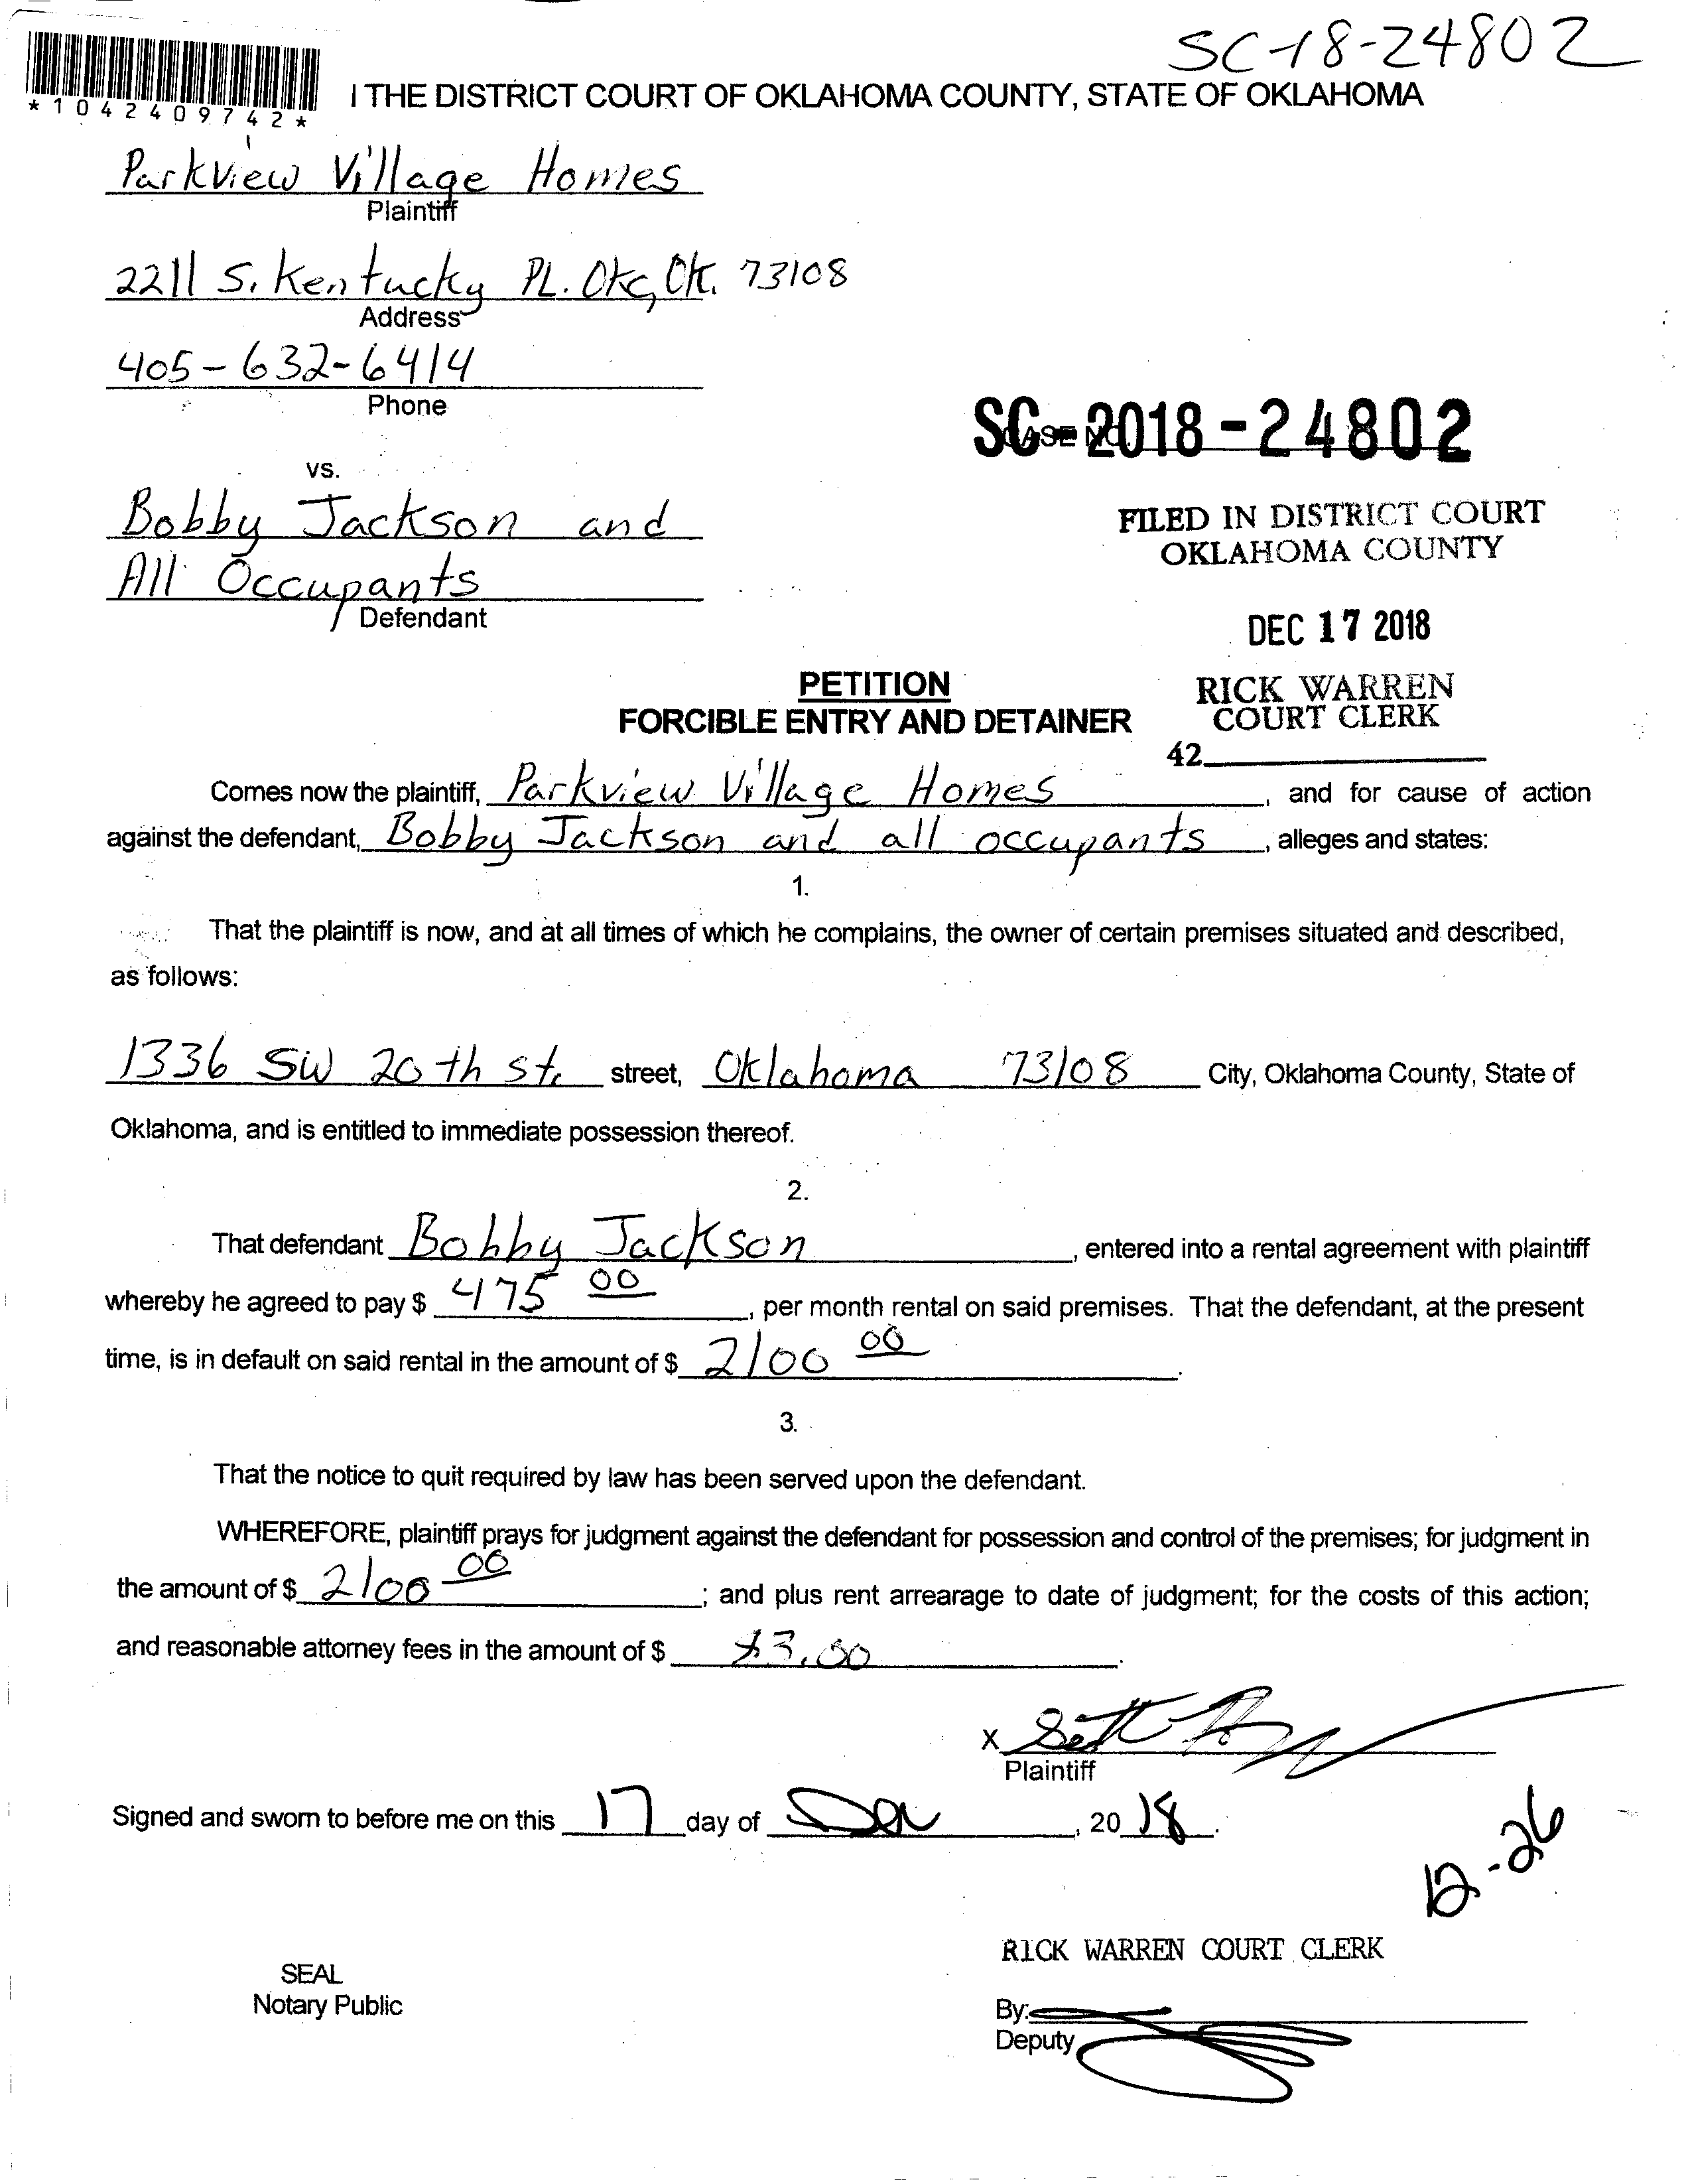 SC-18-24802
*1042409742*
I THE DISTRICT COURT OF OKLAHOMA COUNTY, STATE OF OKLAHOMA
Parkview Village Homes
Plaintiff
2211 S. Kentucky PL. OKC, OK. 73108
Address
405-632-6414
Phone
CASE NO.
SC-2018-24802
vs.
Bobby Jackson and
All Occupants
Defendant
FILED IN DISTRICT COURT
OKLAHOMA COUNTY
DEC 17 2018
RICK WARREN
COURT CLERK
42
PETITION
FORCIBLE ENTRY AND DETAINER
Comes now the plaintiff, Parkview Village Homes, and for cause of action
against the defendant, Bobby Jackson and all occupants, alleges and states:
1.
That the plaintiff is now, and at all times of which he complains, the owner of certain premises situated and described,
as follows:
1336 SW 20th st. street, Oklahoma 73108 City, Oklahoma County, State of
Oklahoma, and is entitled to immediate possession thereof.
2.
That defendant Bobby Jackson, entered into a rental agreement with plaintiff
whereby he agreed to pay $ 475 00, per month rental on said premises. That the defendant, at the present
time, is in default on said rental in the amount of $ 2100 00.
3.
That the notice to quit required by law has been served upon the defendant.
WHEREFORE, plaintiff prays for judgment against the defendant for possession and control of the premises; for judgment in
the amount of $ 2100 00; and plus rent arrearage to date of judgment; for the costs of this action;
and reasonable attorney fees in the amount of $
X
Plaintiff
Signed and sworn to before me on this 17 day of Dec, 2018.
12-26
RICK WARREN COURT CLERK
SEAL
Notary Public
By:
Deputy